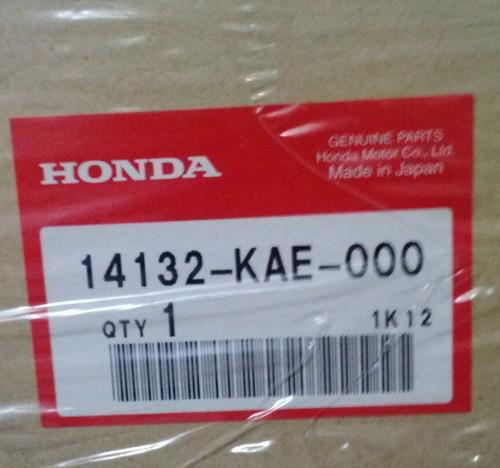 GENUINE PARTS
HONDA
Honda Motor Co., Ltd.
Made in Japan
14132-KAE-000
QTY 1
1K12